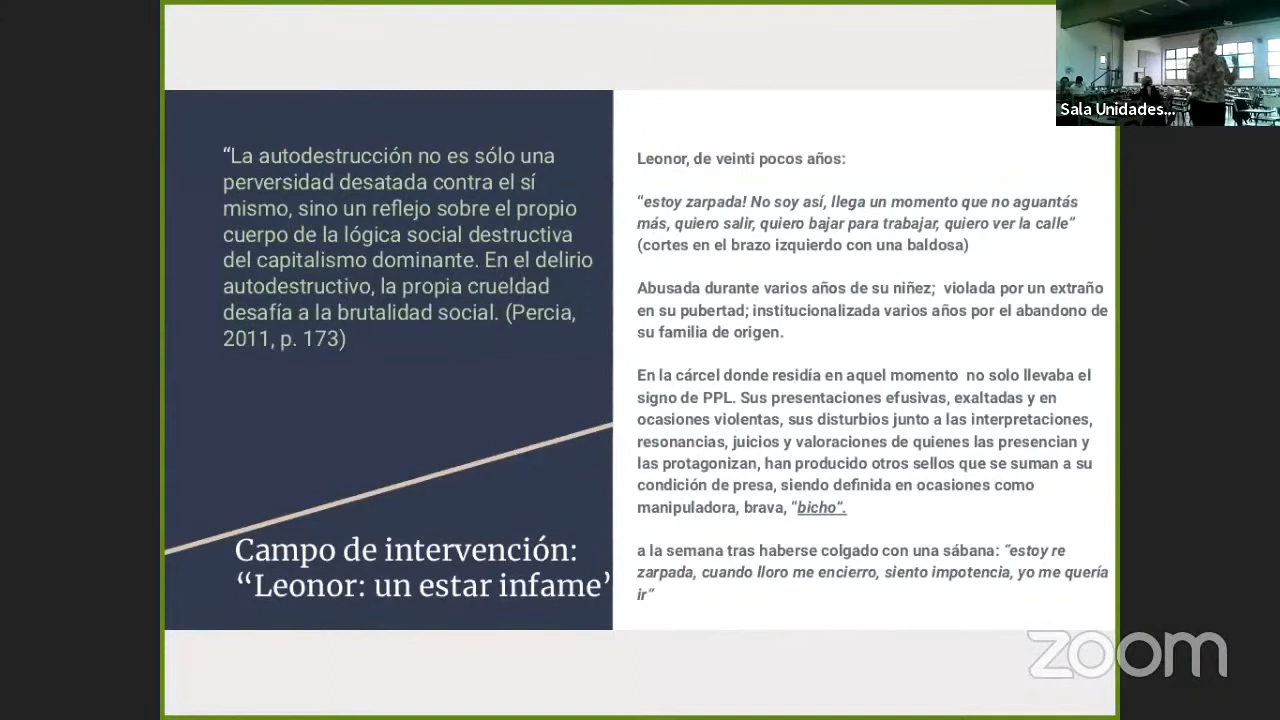 “La autodestrucción no es sólo una
perversidad desatada contra el sí
mismo, sino un reflejo sobre el propio
cuerpo de la lógica social destructiva
del capitalismo dominante. En el delirio
autodestructivo, la propia crueldad
desafía a la brutalidad social. (Percia,
2011, p. 173)
Campo de intervención:
“Leonor: un estar infame’
Leonor, de veinti pocos años:
“estoy zarpada! No soy así, llega un momento que no aguantás
más, quiero salir, quiero bajar para trabajar, quiero ver la calle”
(cortes en el brazo izquierdo con una baldosa)
Abusada durante varios años de su niñez; violada por un extraño
en su pubertad; institucionalizada varios años por el abandono de
su familia de origen.
En la cárcel donde residía en aquel momento no solo llevaba el
signo de PPL. Sus presentaciones efusivas, exaltadas y en
ocasiones violentas, sus disturbios junto a las interpretaciones,
resonancias, juicios y valoraciones de quienes las presencian y
las protagonizan, han producido otros sellos que se suman a su
condición de presa, siendo definida en ocasiones como
manipuladora, brava, “bicho”.
a la semana tras haberse colgado con una sábana: “estoy re
zarpada, cuando lloro me encierro, siento impotencia, yo me quería
ir”
Sala Unidades...
zoom